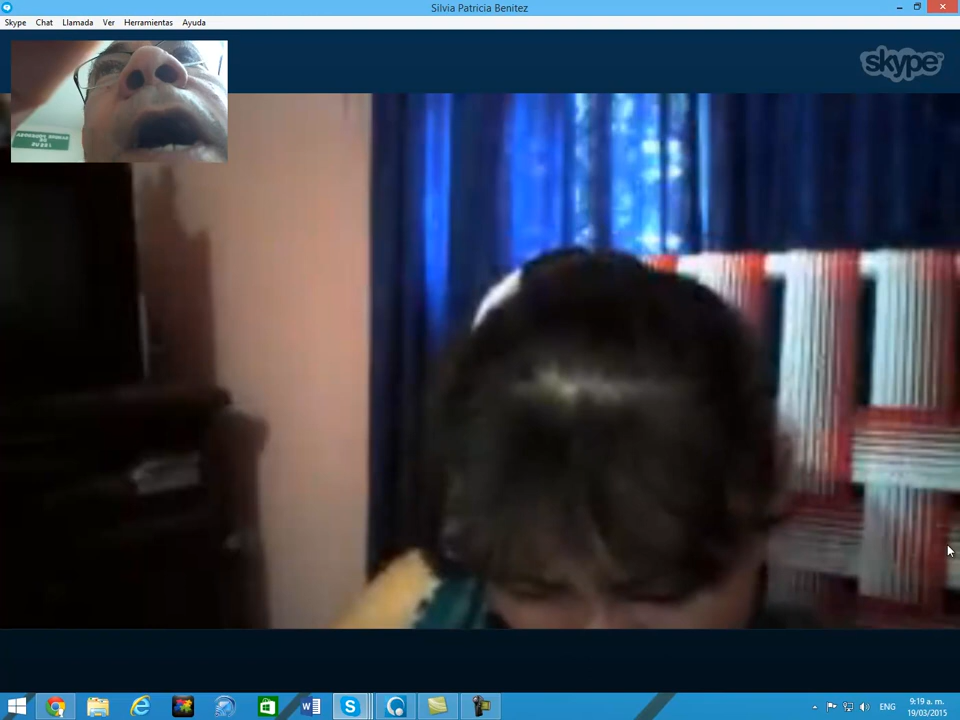 Silvia Patricia Benitez
Skype Chat Llamada Ver Herramientas Ayuda
skype
ENG
9:19 a. m.
19/03/2015